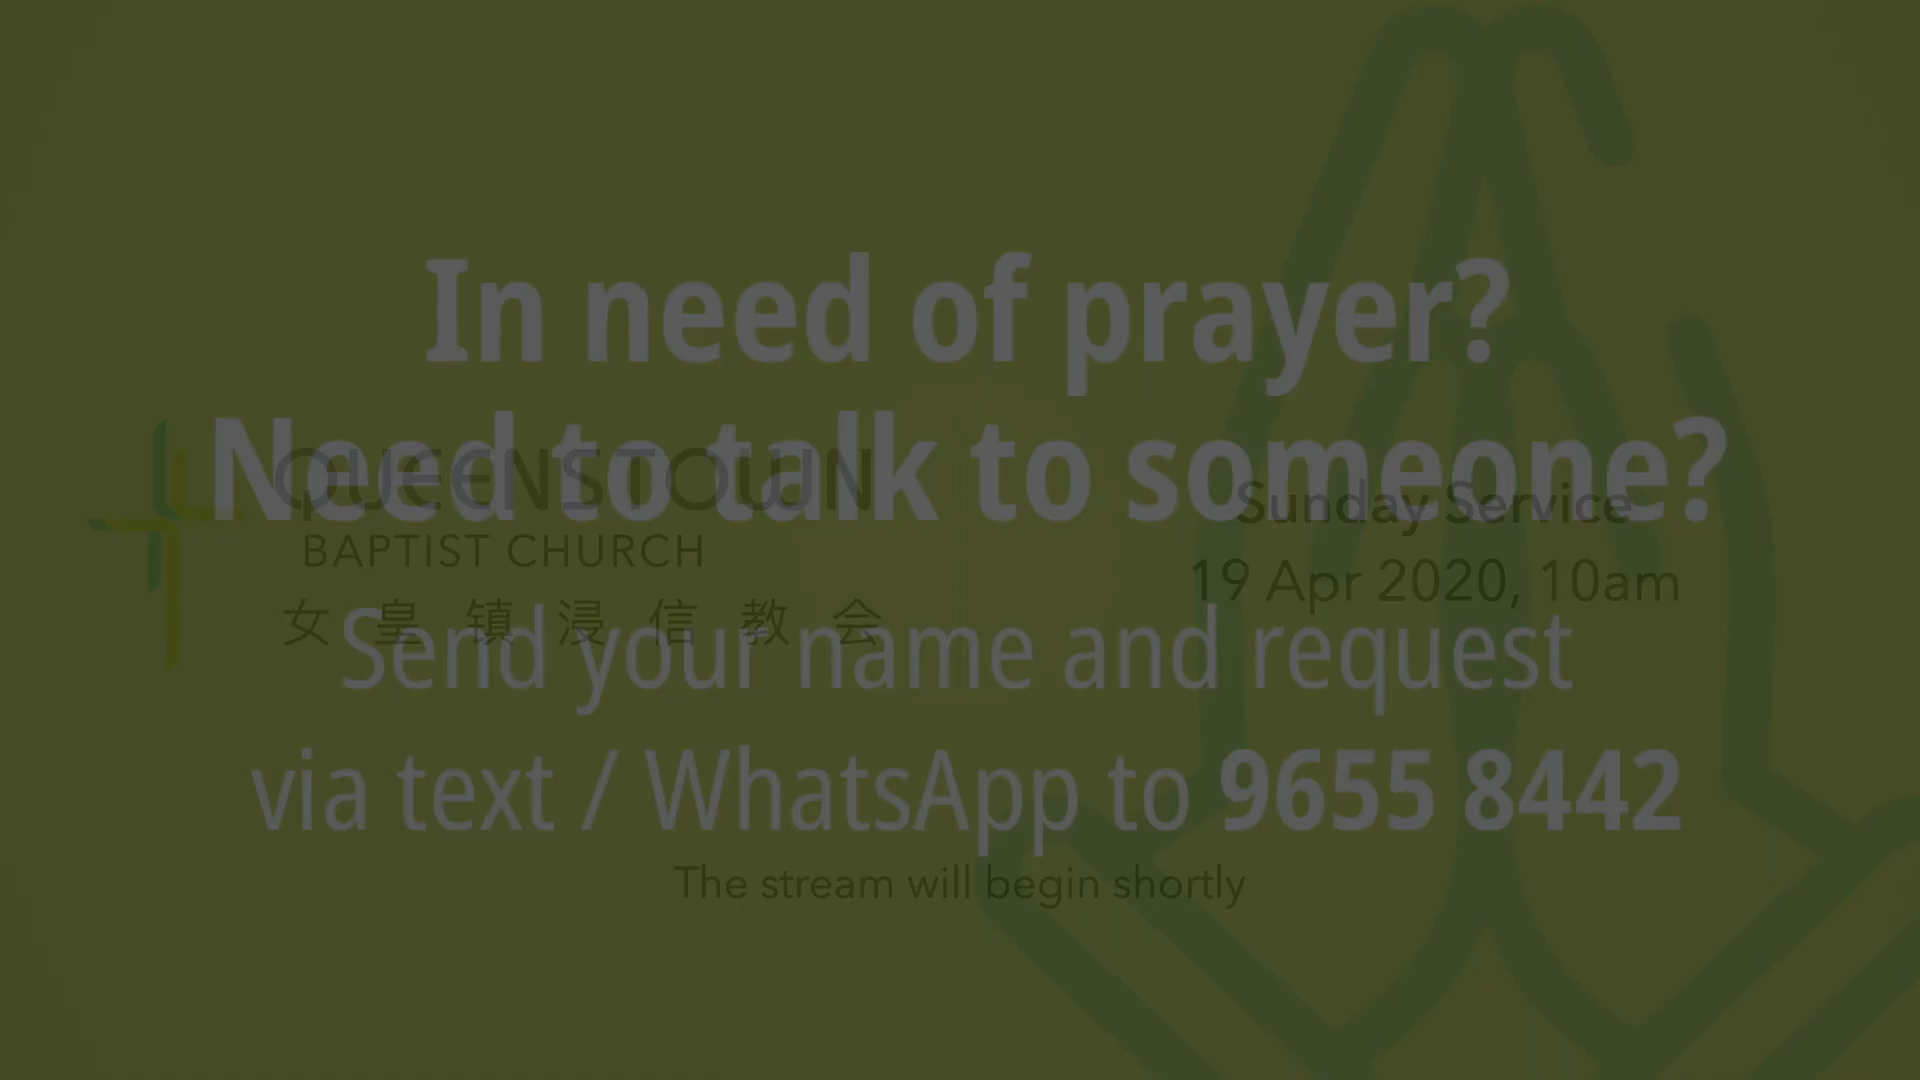 In need of prayer?
Need to talk to someone?
Send your name and request
via text / WhatsApp to 9655 8442
QUEENSTOWN
BAPTIST CHURCH
女皇镇浸信教会
Sunday Service
19 Apr 2020, 10am
The stream will begin shortly